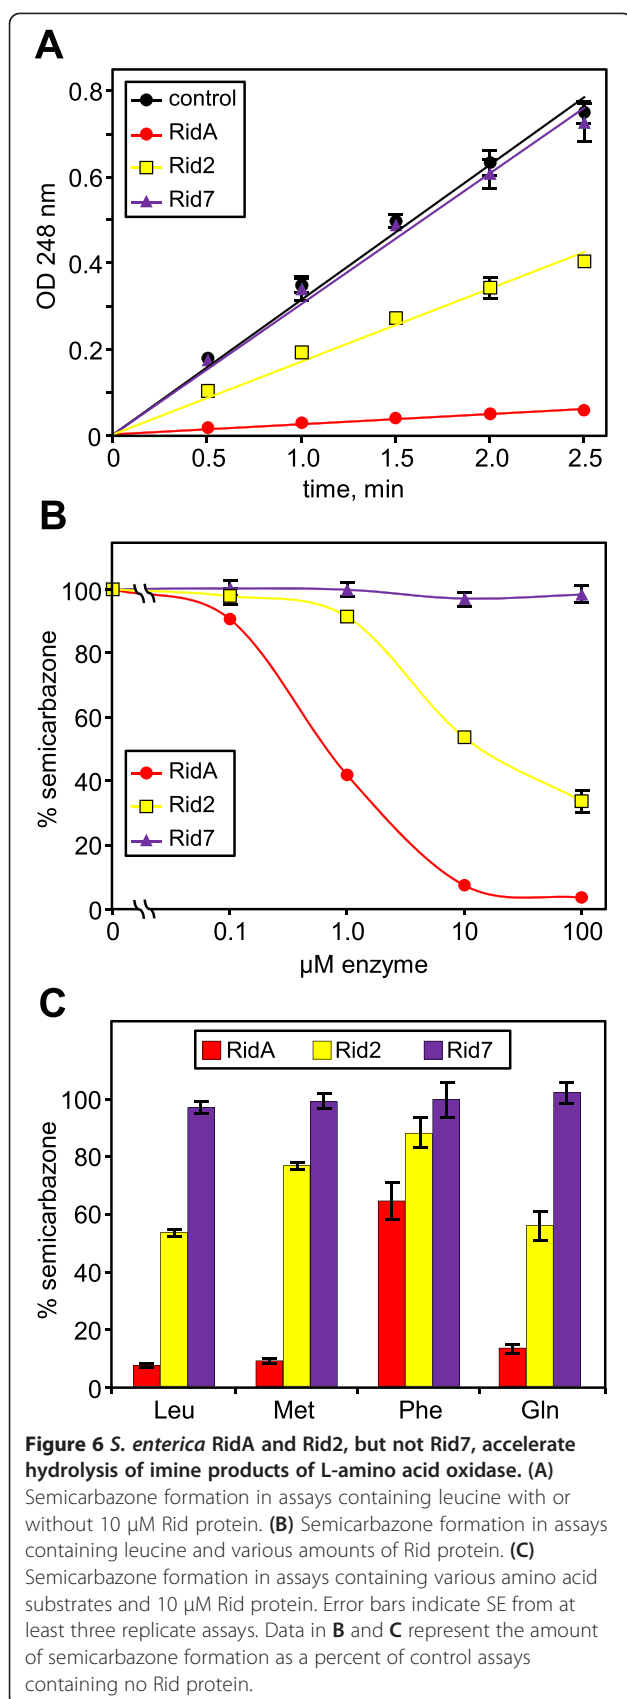 A
0.8
0.6
0.4
0.2
0
OD 248 nm
control
RidA
Rid2
Rid7
0 0.5 1.0 1.5 2.0 2.5
time, min
B
100
80
60
40
20
0
% semicarbazone
RidA
Rid2
Rid7
0 0.1 1.0 10 100
µM enzyme
C
RidA Rid2 Rid7
100
80
60
40
20
0
% semicarbazone
Leu Met Phe Gln
Figure 6 S. enterica RidA and Rid2, but not Rid7, accelerate
hydrolysis of imine products of L-amino acid oxidase. (A)
Semicarbazone formation in assays containing leucine with or
without 10 µM Rid protein. (B) Semicarbazone formation in assays
containing leucine and various amounts of Rid protein. (C)
Semicarbazone formation in assays containing various amino acid
substrates and 10 µM Rid protein. Error bars indicate SE from at
least three replicate assays. Data in B and C represent the amount
of semicarbazone formation as a percent of control assays
containing no Rid protein.